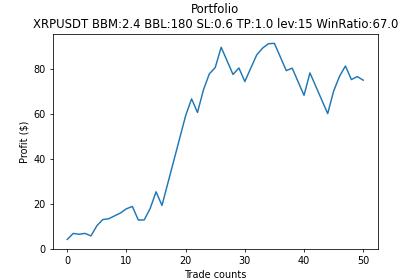 Portfolio
XRPUSDT BBM:2.4 BBL:180 SL:0.6 TP:1.0 lev:15 WinRatio:67.0
Profit ($)
80
60
40
20
0
0 10 20 30 40 50
Trade counts